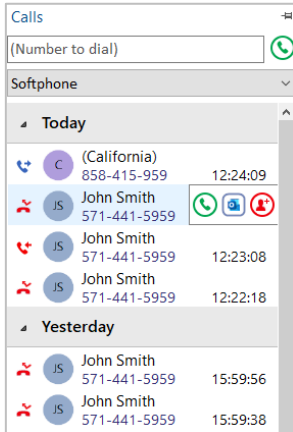 Calls
(Number to dial)
Softphone
Today
C (California)
858-415-959 12:24:09
JS John Smith
571-441-5959
JS John Smith
571-441-5959 12:23:08
JS John Smith
571-441-5959 12:22:18
Yesterday
JS John Smith
571-441-5959 15:59:56
JS John Smith
571-441-5959 15:59:38